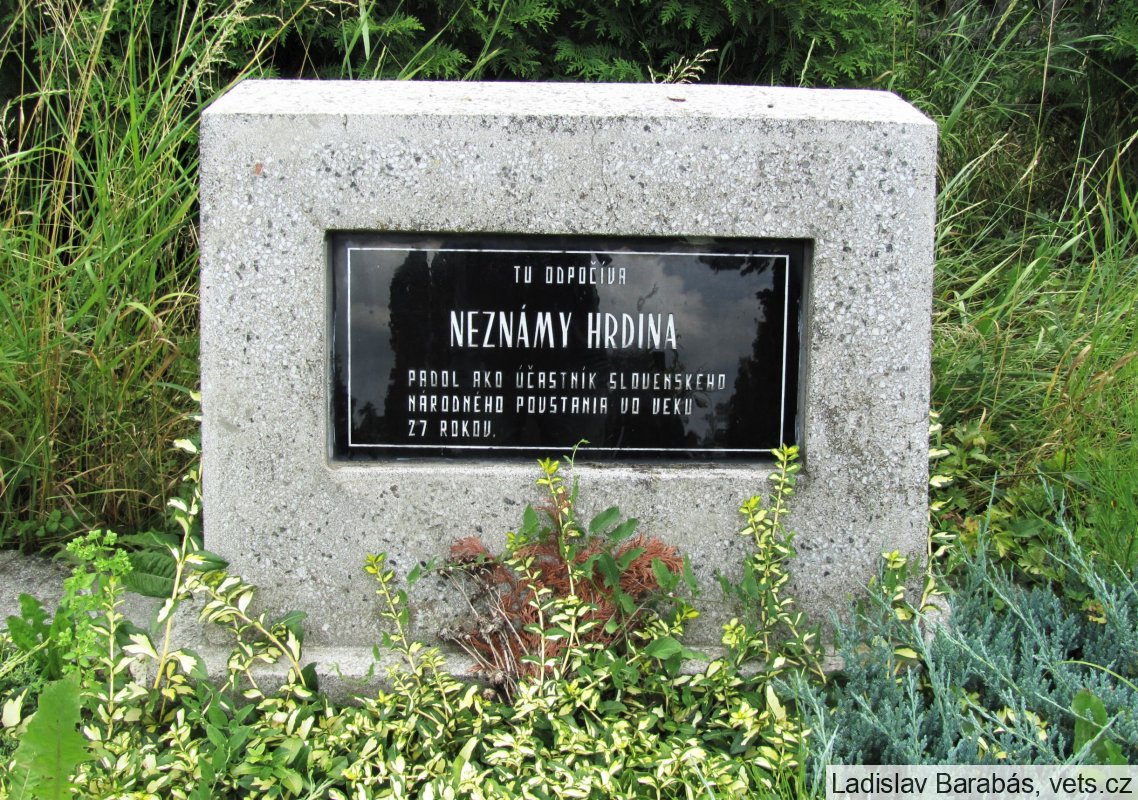 TU ODPOČÍVA
NEZNÁMY HRDINA
PADOL AKO ÚČASTNÍK SLOVENSKÉHO
NÁRODNÉHO POVSTANIA VO VEKU
27 ROKOV.
Ladislav Barabás, vets.cz